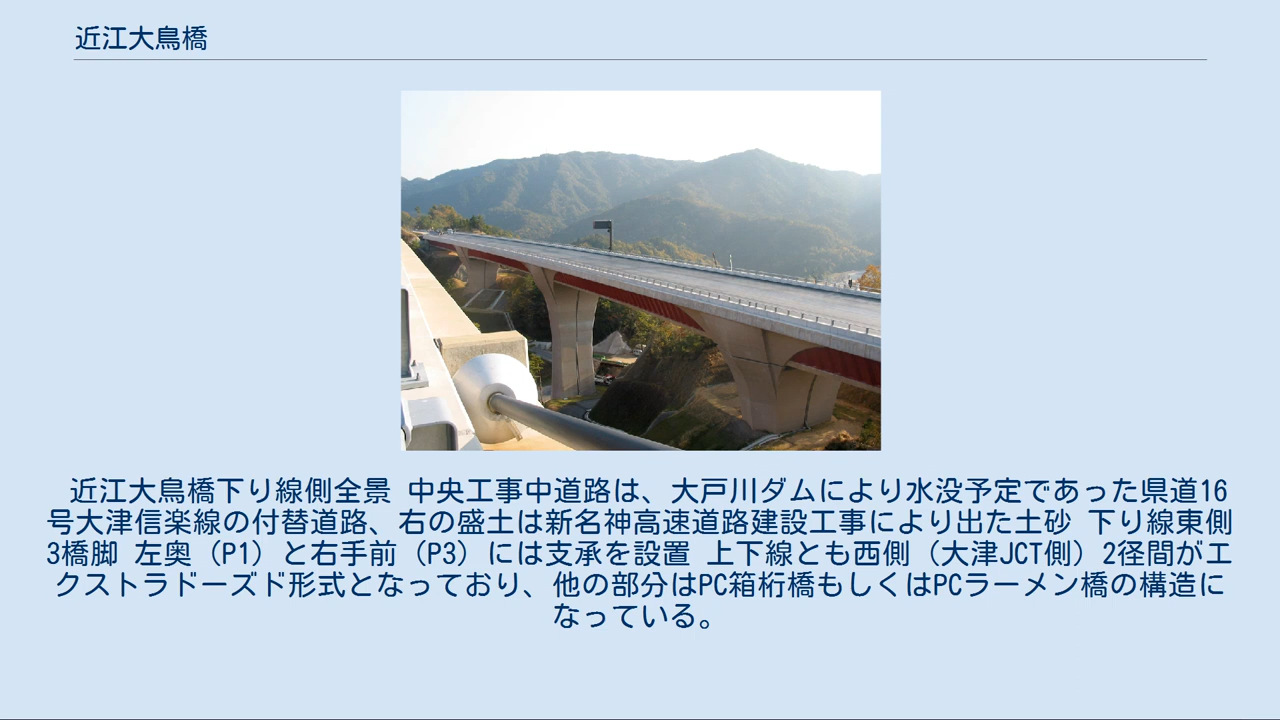 近江大鳥橋
近江大鳥橋下り線側全景 中央工事中道路は、大戸川ダムにより水没予定であった県道16
号大津信楽線の付替道路、右の盛土は新名神高速道路建設工事により出た土砂 下り線東側
3橋脚 左奥（P1）と右手前（P3）には支承を設置 上下線とも西側（大津JCT側）2径間がエ
クストラドーズド形式となっており、他の部分はPC箱桁橋もしくはPCラーメン橋の構造に
なっている。